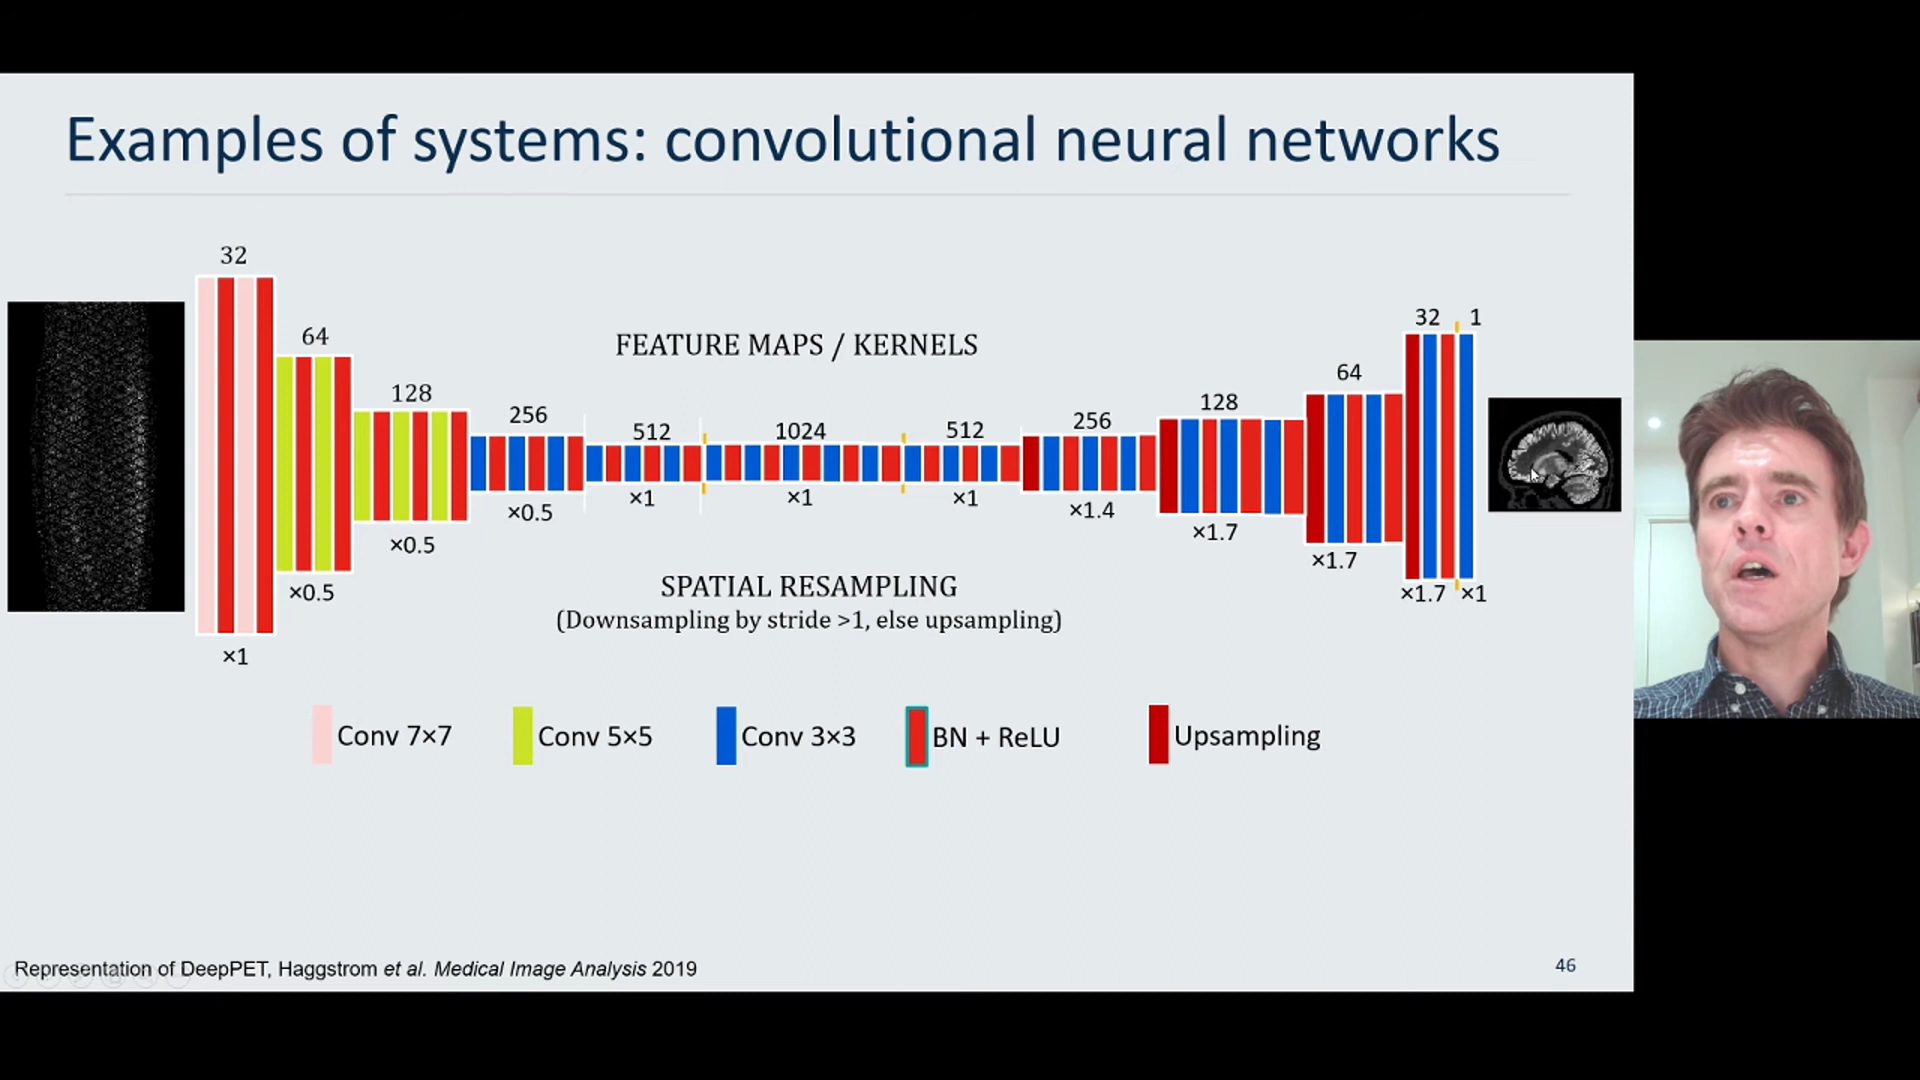 Examples of systems: convolutional neural networks
32
64
128
256
512
1024
512
256
128
64
32
1
FEATURE MAPS / KERNELS
×1
×0.5
×0.5
×0.5
×1
×1
×1
×1.4
×1.7
×1.7
×1.7
×1
SPATIAL RESAMPLING
(Downsampling by stride >1, else upsampling)
Conv 7×7
Conv 5×5
Conv 3×3
BN + ReLU
Upsampling
Representation of DeepPET, Haggstrom et al. Medical Image Analysis 2019
46